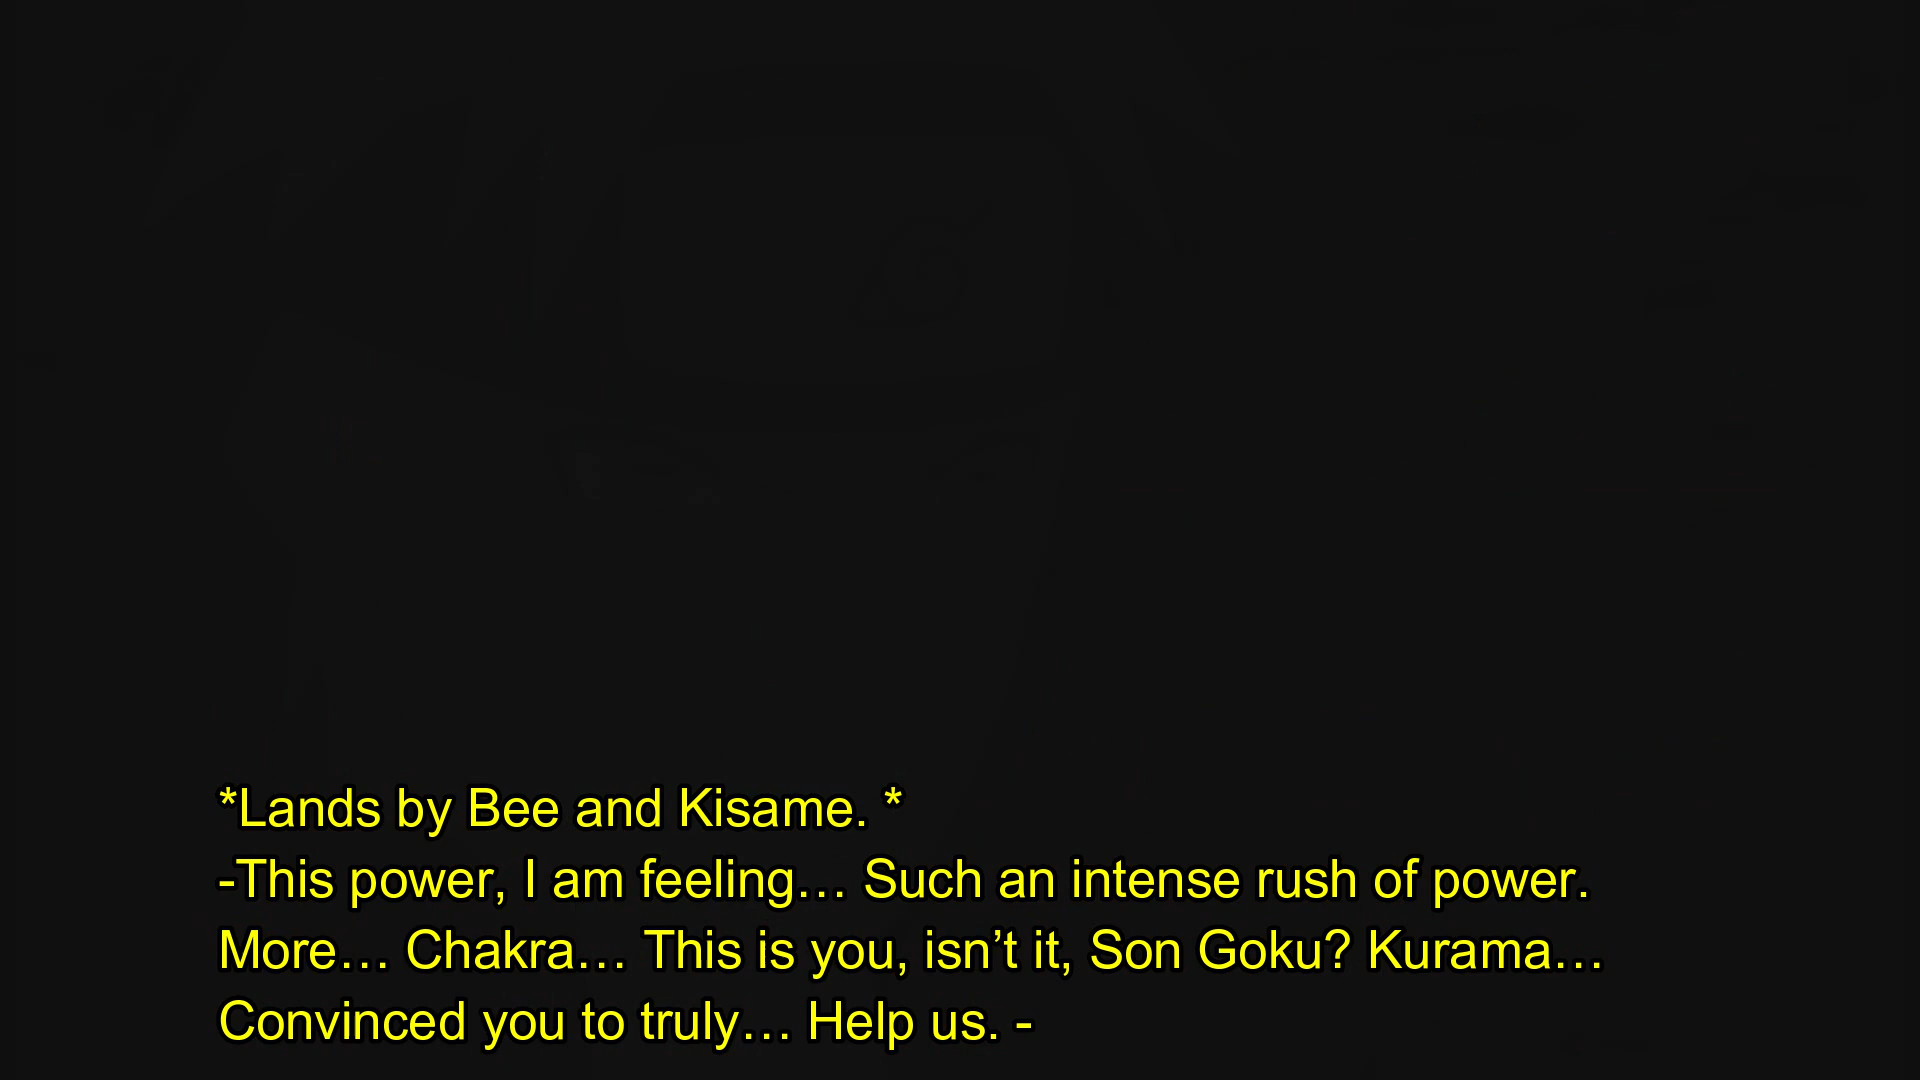 *Lands by Bee and Kisame. *
-This power, I am feeling… Such an intense rush of power.
More… Chakra… This is you, isn’t it, Son Goku? Kurama…
Convinced you to truly… Help us. -